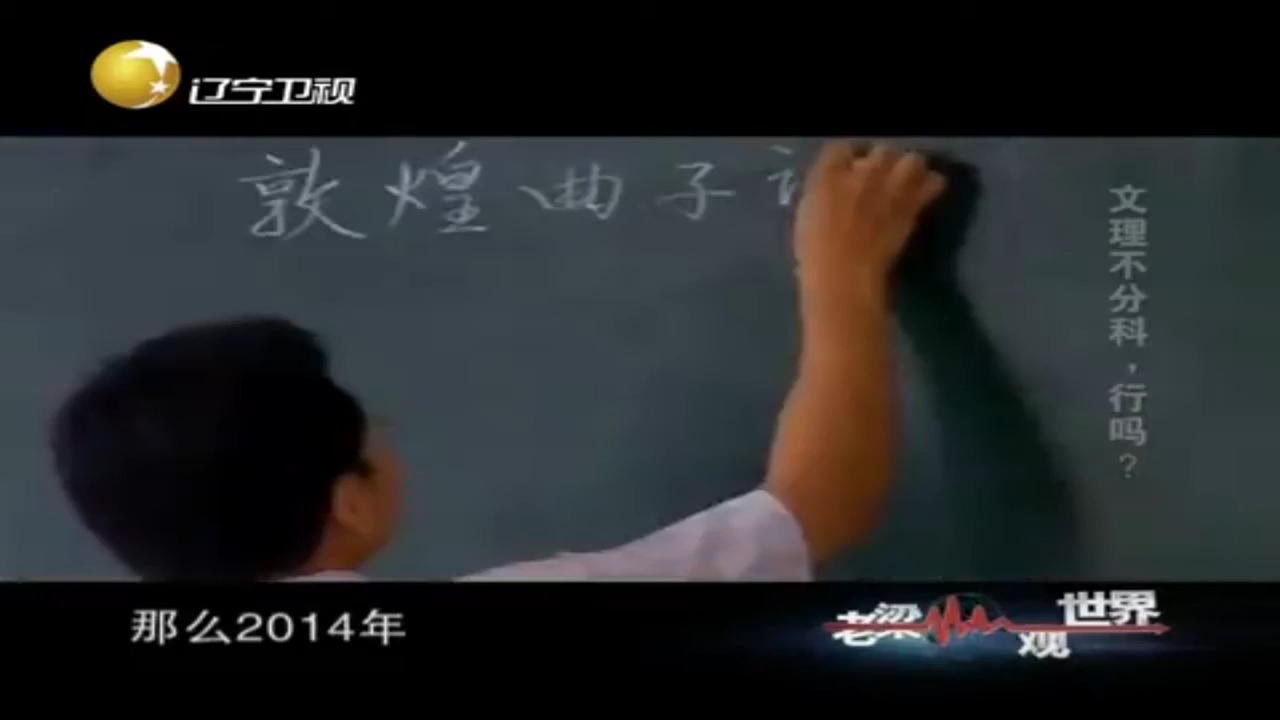 辽宁卫视
敦煌曲子
文理不分科，行吗？
那么2014年
老梁观世界